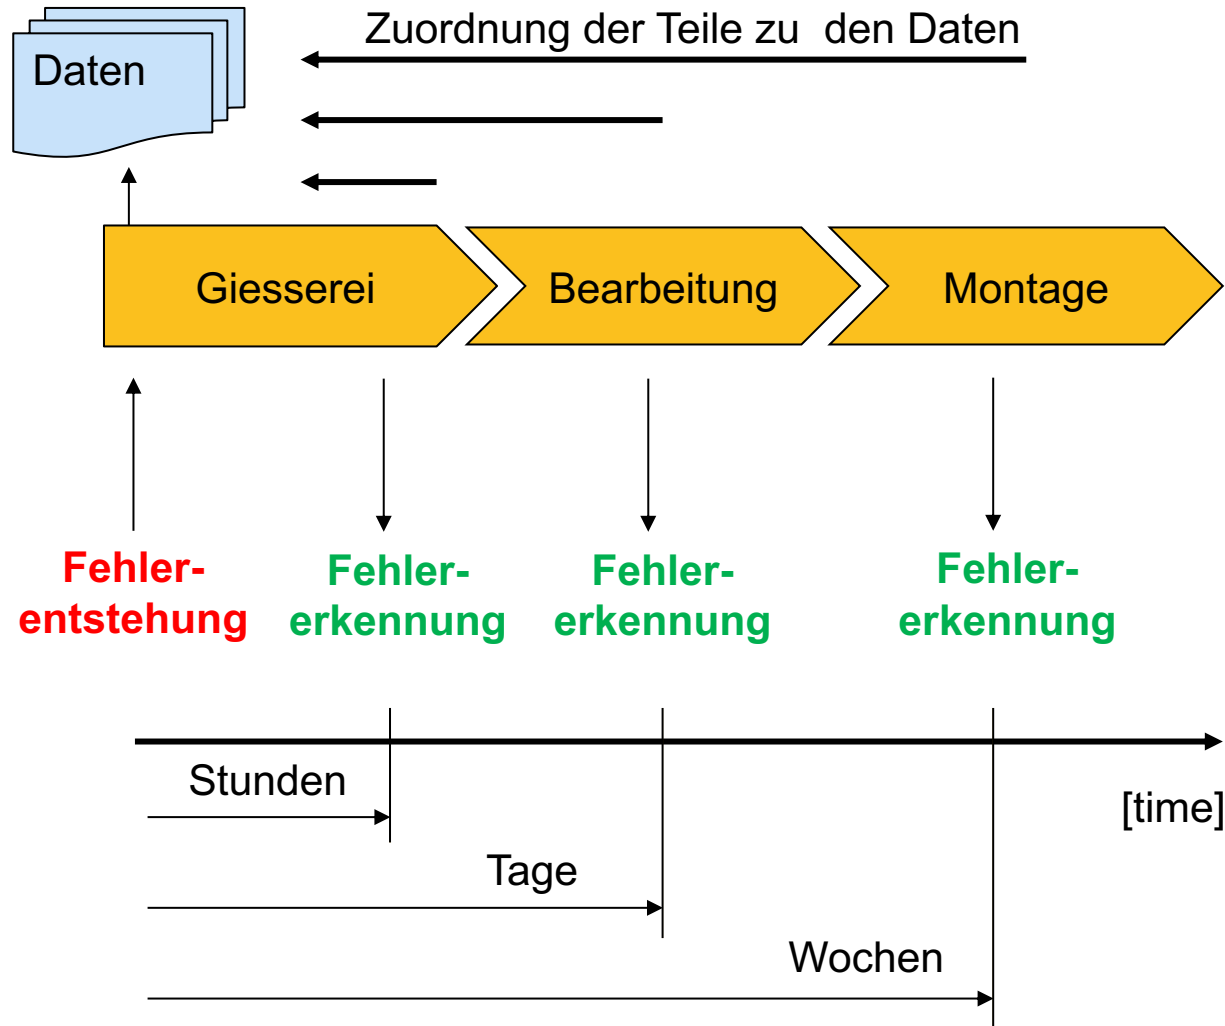 Zuordnung der Teile zu  den Daten
Daten
Giesserei
Bearbeitung
Montage
Fehler-
entstehung
Fehler-
erkennung
Fehler-
erkennung
Fehler-
erkennung
Stunden
[time]
Tage
Wochen